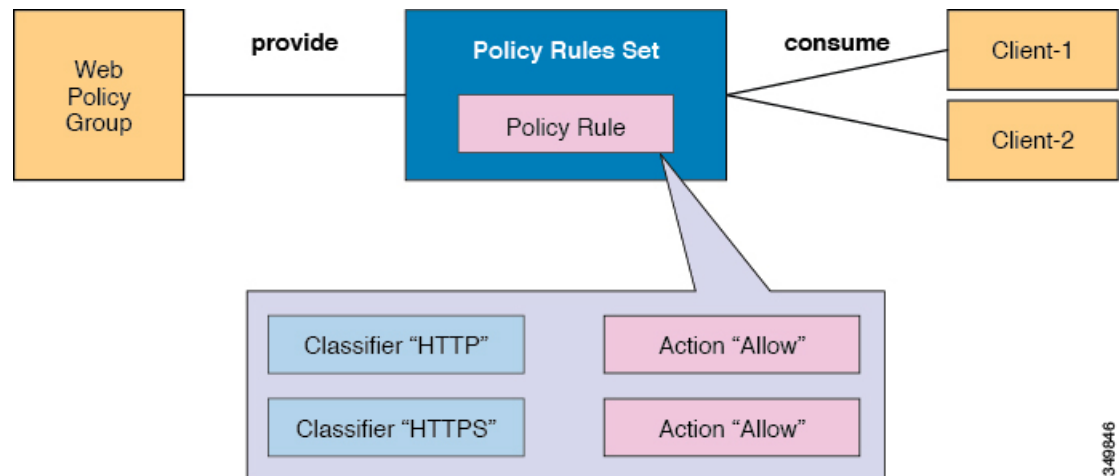 Web
Policy
Group
provide
Policy Rules Set
Policy Rule
consume
Client-1
Client-2
Classifier “HTTP”
Action “Allow”
Classifier “HTTPS”
Action “Allow”
349846